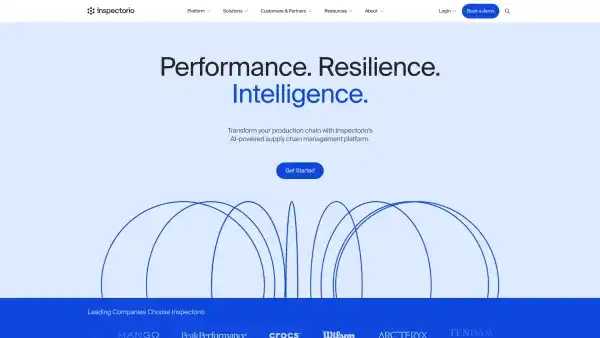 inspectorio
Platform Solutions Customers & Partners Resources About Login Book a demo
Performance. Resilience.
Intelligence.
Transform your production chain with Inspectorio's
AI-powered supply chain management platform.
Get Started
Leading Companies Choose Inspectorio
MANGO PeakPerformance crocs Wilson ARC'TERYX